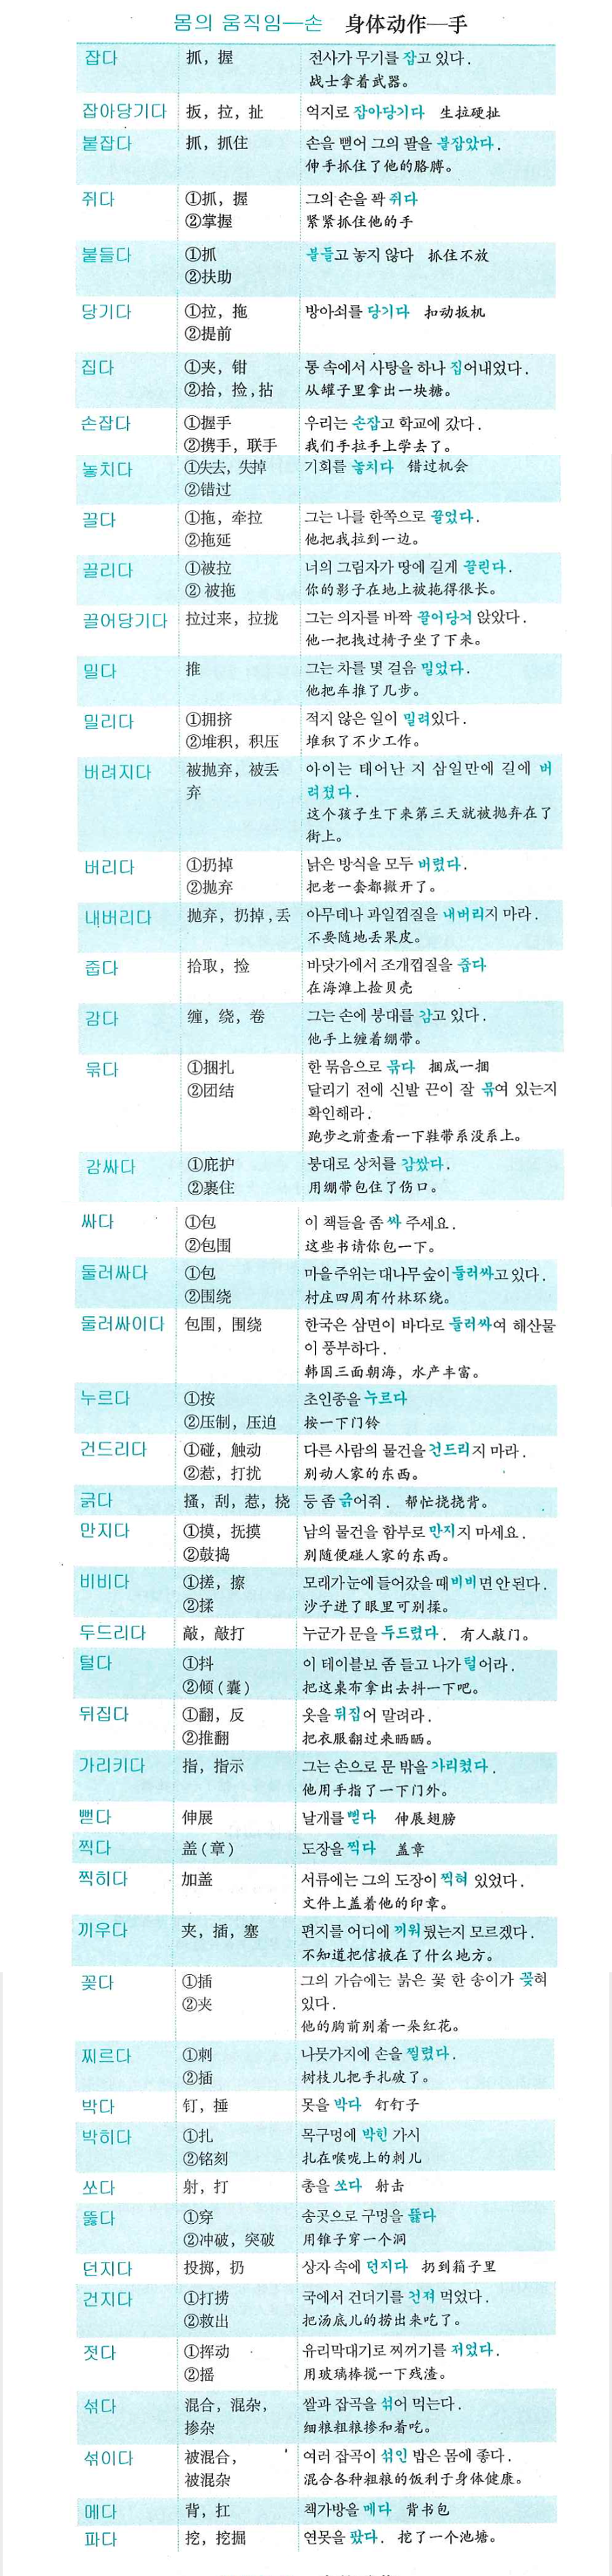 몸의 움직임—손 身体动作—手
잡다 抓，握 전사가 무기를 잡고 있다.
战士拿着武器。
잡아당기다 扳，拉，扯 억지로 잡아당기다 生拉硬扯
붙잡다 抓，抓住 손을 뻗어 그의 팔을 붙잡았다.
伸手抓住了他的胳膊。
쥐다 ①抓，握 그의 손을 꽉 쥐다
②掌握 紧紧抓住他的手
붙들다 ①抓 붙들고 놓지 않다 抓住不放
②扶助
당기다 ①拉，拖 방아쇠를 당기다 扣动扳机
②提前
집다 ①夹，钳 통 속에서 사탕을 하나 집어내었다.
②拾，捡,拈 从罐子里拿出一块糖。
손잡다 ①握手 우리는 손잡고 학교에 갔다.
②携手，联手 我们手拉手上学去了。
놓치다 ①失去，失掉 기회를 놓치다 错过机会
②错过
끌다 ①拖，牵拉 그는 나를 한쪽으로 끌었다.
②拖延 他把我拉到一边。
끌리다 ①被拉 너의 그림자가 땅에 길게 끌린다.
②被拖 你的影子在地上被拖得很长。
끌어당기다 拉过来，拉拢 그는 의자를 바짝 끌어당겨 앉았다.
他一把拽过椅子坐了下来。
밀다 推 그는 차를 몇 걸음 밀었다.
他把车推了几步。
밀리다 ①拥挤 적지 않은 일이 밀려있다.
②堆积，积压 堆积了不少工作。
버려지다 被抛弃，被丢 아이는 태어난 지 삼일만에 길에 버
弃 려졌다.
这个孩子生下来第三天就被抛弃在了
街上。
버리다 ①扔掉 낡은 방식을 모두 버렸다.
②抛弃 把老一套都撇开了。
내버리다 抛弃，扔掉,丢 아무데나 과일껍질을 내버리지 마라.
不要随地丢果皮。
줍다 拾取，捡 바닷가에서 조개껍질을 줍다
在海滩上捡贝壳
감다 缠，绕，卷 그는 손에 붕대를 감고 있다.
他手上缠着绷带。
묶다 ①捆扎 한 묶음으로 묶다 捆成一捆
②团结 달리기 전에 신발 끈이 잘 묶여 있는지
확인해라.
跑步之前查看一下鞋带系没系上。
감싸다 ①庇护 붕대로 상처를 감쌌다.
②裹住 用绷带包住了伤口。
싸다 ①包 이 책들을 좀 싸 주세요.
②包围 这些书请你包一下。
둘러싸다 ①包 마을주위는 대나무 숲이 둘러싸고 있다.
②围绕 村庄四周有竹林环绕。
둘러싸이다 包围，围绕 한국은 삼면이 바다로 둘러싸여 해산물
이 풍부하다.
韩国三面朝海，水产丰富。
누르다 ①按 초인종을 누르다
②压制，压迫 按一下门铃
건드리다 ①碰，触动 다른 사람의 물건을 건드리지 마라.
②惹，打扰 别动人家的东西。
긁다 搔，刮，惹，挠 등 좀 긁어줘. 帮忙挠挠背。
만지다 ①摸，抚摸 남의 물건을 함부로 만지지 마세요.
②鼓捣 别随便碰人家的东西。
비비다 ①搓，擦 모래가 눈에 들어갔을 때 비비면 안 된다.
②揉 沙子进了眼里可别揉。
두드리다 敲，敲打 누군가 문을 두드렸다. 有人敲门。
털다 ①抖 이 테이블보 좀 들고 나가 털어라.
②倾(囊) 把这桌布拿出去抖一下吧。
뒤집다 ①翻，反 옷을 뒤집어 말려라.
②推翻 把衣服翻过来晒晒。
가리키다 指，指示 그는 손으로 문 밖을 가리켰다.
他用手指了一下门外。
뻗다 伸展 날개를 뻗다 伸展翅膀
찍다 盖(章) 도장을 찍다 盖章
찍히다 加盖 서류에는 그의 도장이 찍혀 있었다.
文件上盖着他的印章。
끼우다 夹，插，塞 편지를 어디에 끼워 뒀는지 모르겠다.
不知道把信掖在了什么地方。
꽂다 ①插 그의 가슴에는 붉은 꽃 한 송이가 꽂혀
②夹 있다.
他的胸前别着一朵红花。
찌르다 ①刺 나뭇가지에 손을 찔렸다.
②插 树枝儿把手扎破了。
박다 钉，捶 못을 박다 钉钉子
박히다 ①扎 목구멍에 박힌 가시
②铭刻 扎在喉咙上的刺儿
쏘다 射，打 총을 쏘다 射击
뚫다 ①穿 송곳으로 구멍을 뚫다
②冲破，突破 用锥子穿一个洞
던지다 投掷，扔 상자 속에 던지다 扔到箱子里
건지다 ①打捞 국에서 건더기를 건져 먹었다.
②救出 把汤底儿的捞出来吃了。
젓다 ①挥动 유리막대기로 찌꺼기를 저었다.
②摇 用玻璃棒搅一下残渣。
섞다 混合，混杂， 쌀과 잡곡을 섞어 먹는다.
掺杂 细粮粗粮掺和着吃。
섞이다 被混合， 여러 잡곡이 섞인 밥은 몸에 좋다.
被混杂 混合各种粗粮的饭利于身体健康。
메다 背，扛 책가방을 메다 背书包
파다 挖，挖掘 연못을 팠다. 挖了一个池塘。